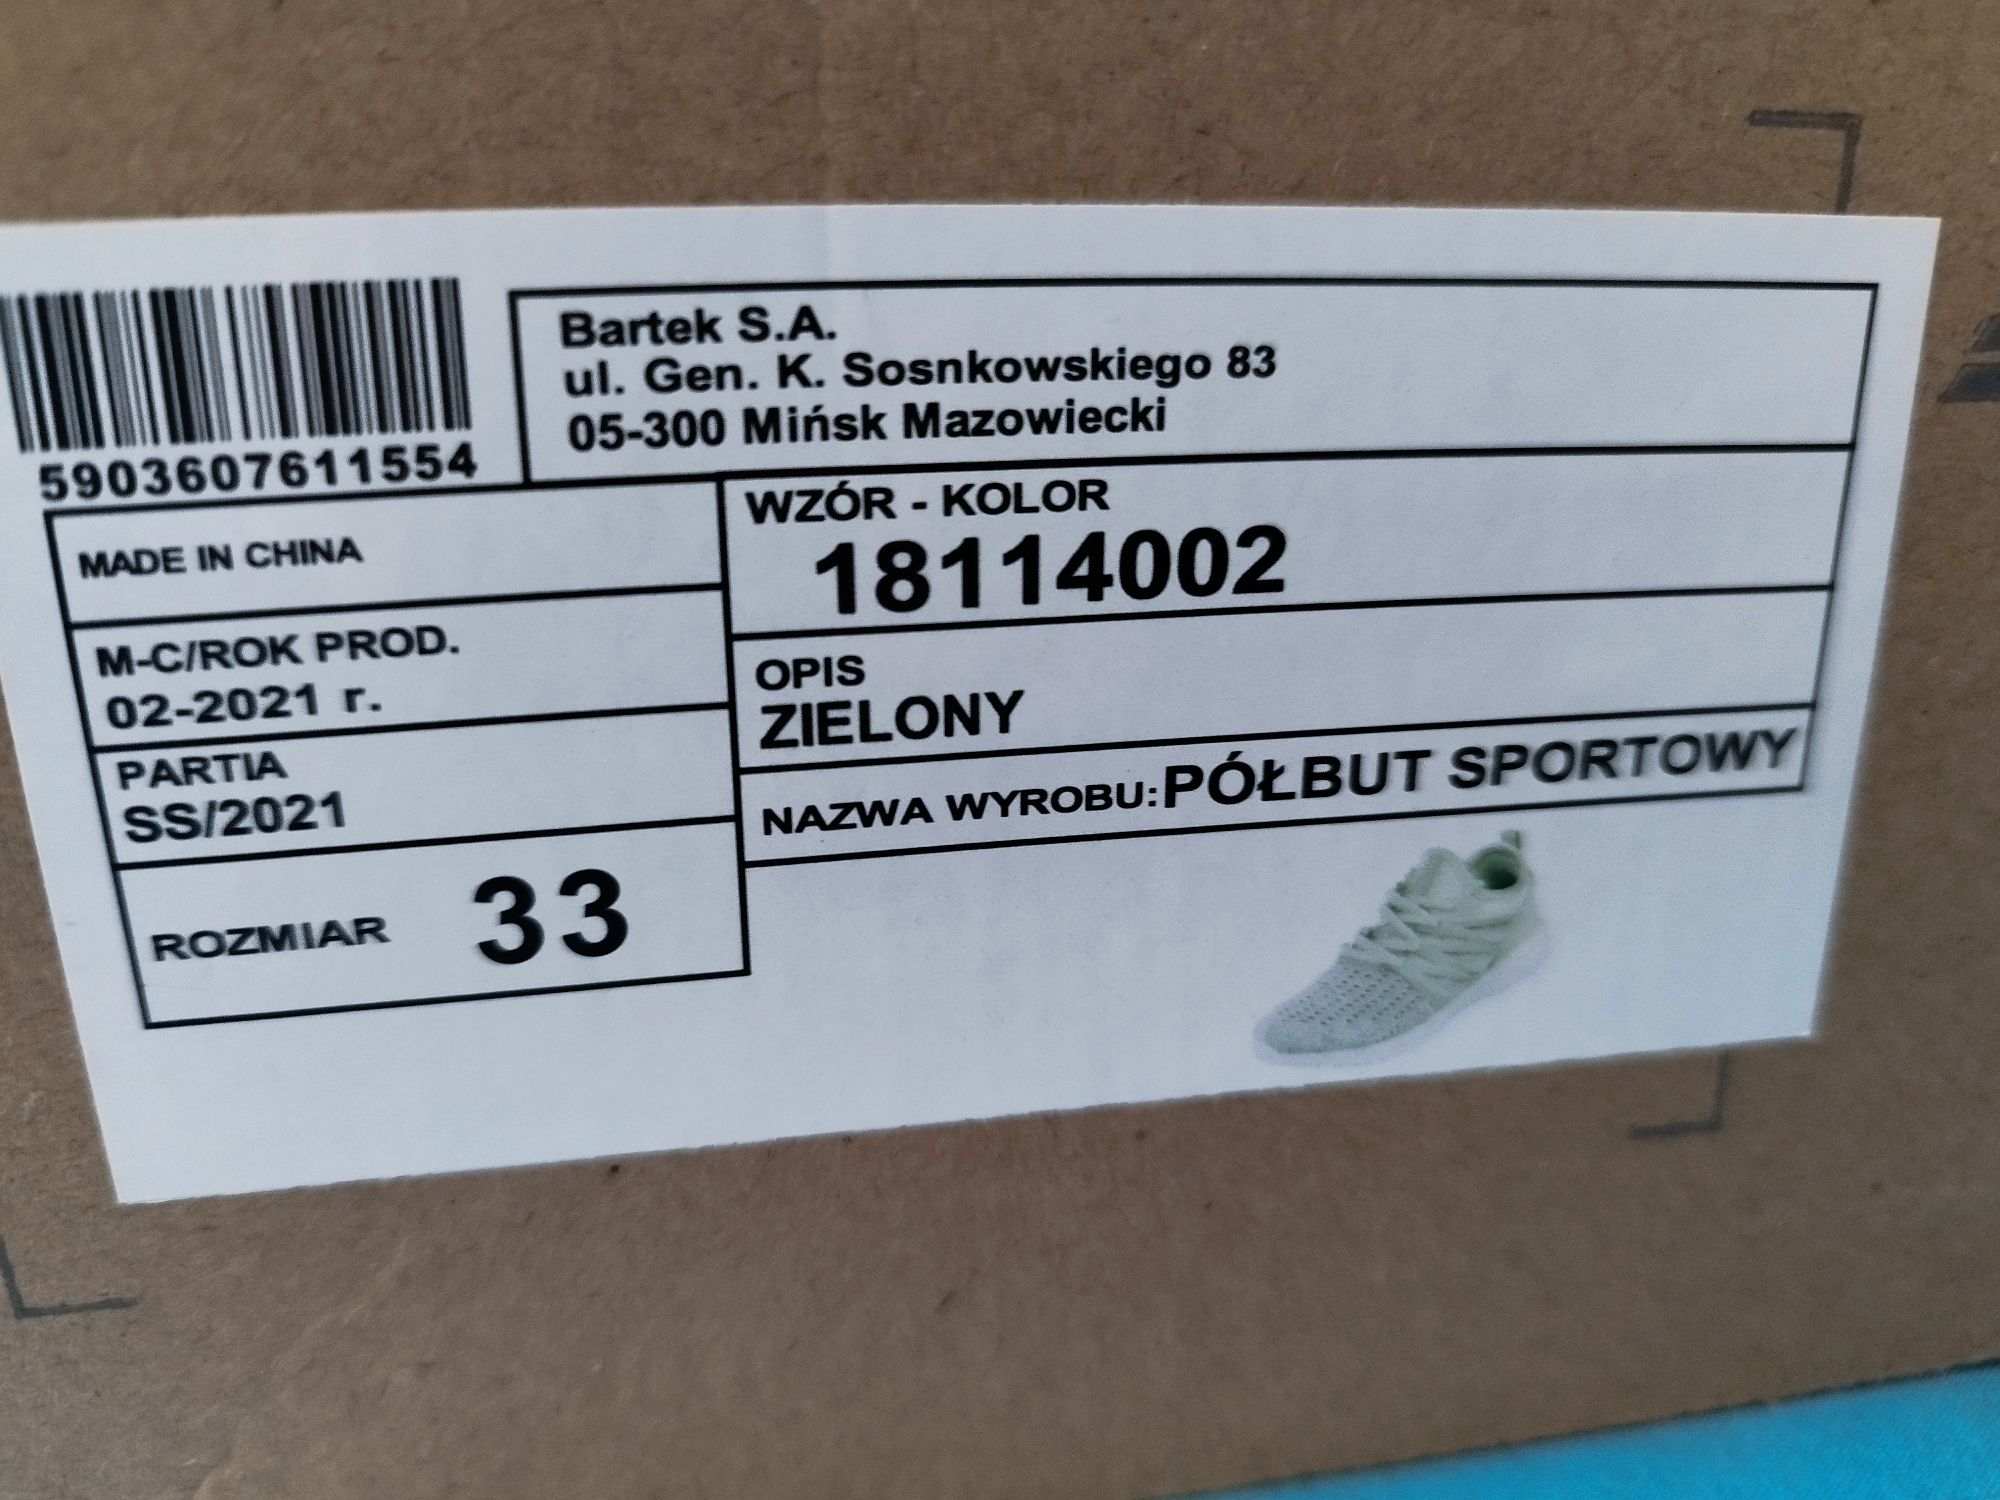 Bartek S.A.
ul. Gen. K. Sosnkowskiego 83
05-300 Mińsk Mazowiecki
5903607611554
MADE IN CHINA
M-C/ROK PROD.
02-2021 r.
PARTIA
SS/2021
ROZMIAR 33
WZÓR - KOLOR
18114002
OPIS
ZIELONY
NAZWA WYROBU:PÓŁBUT SPORTOWY